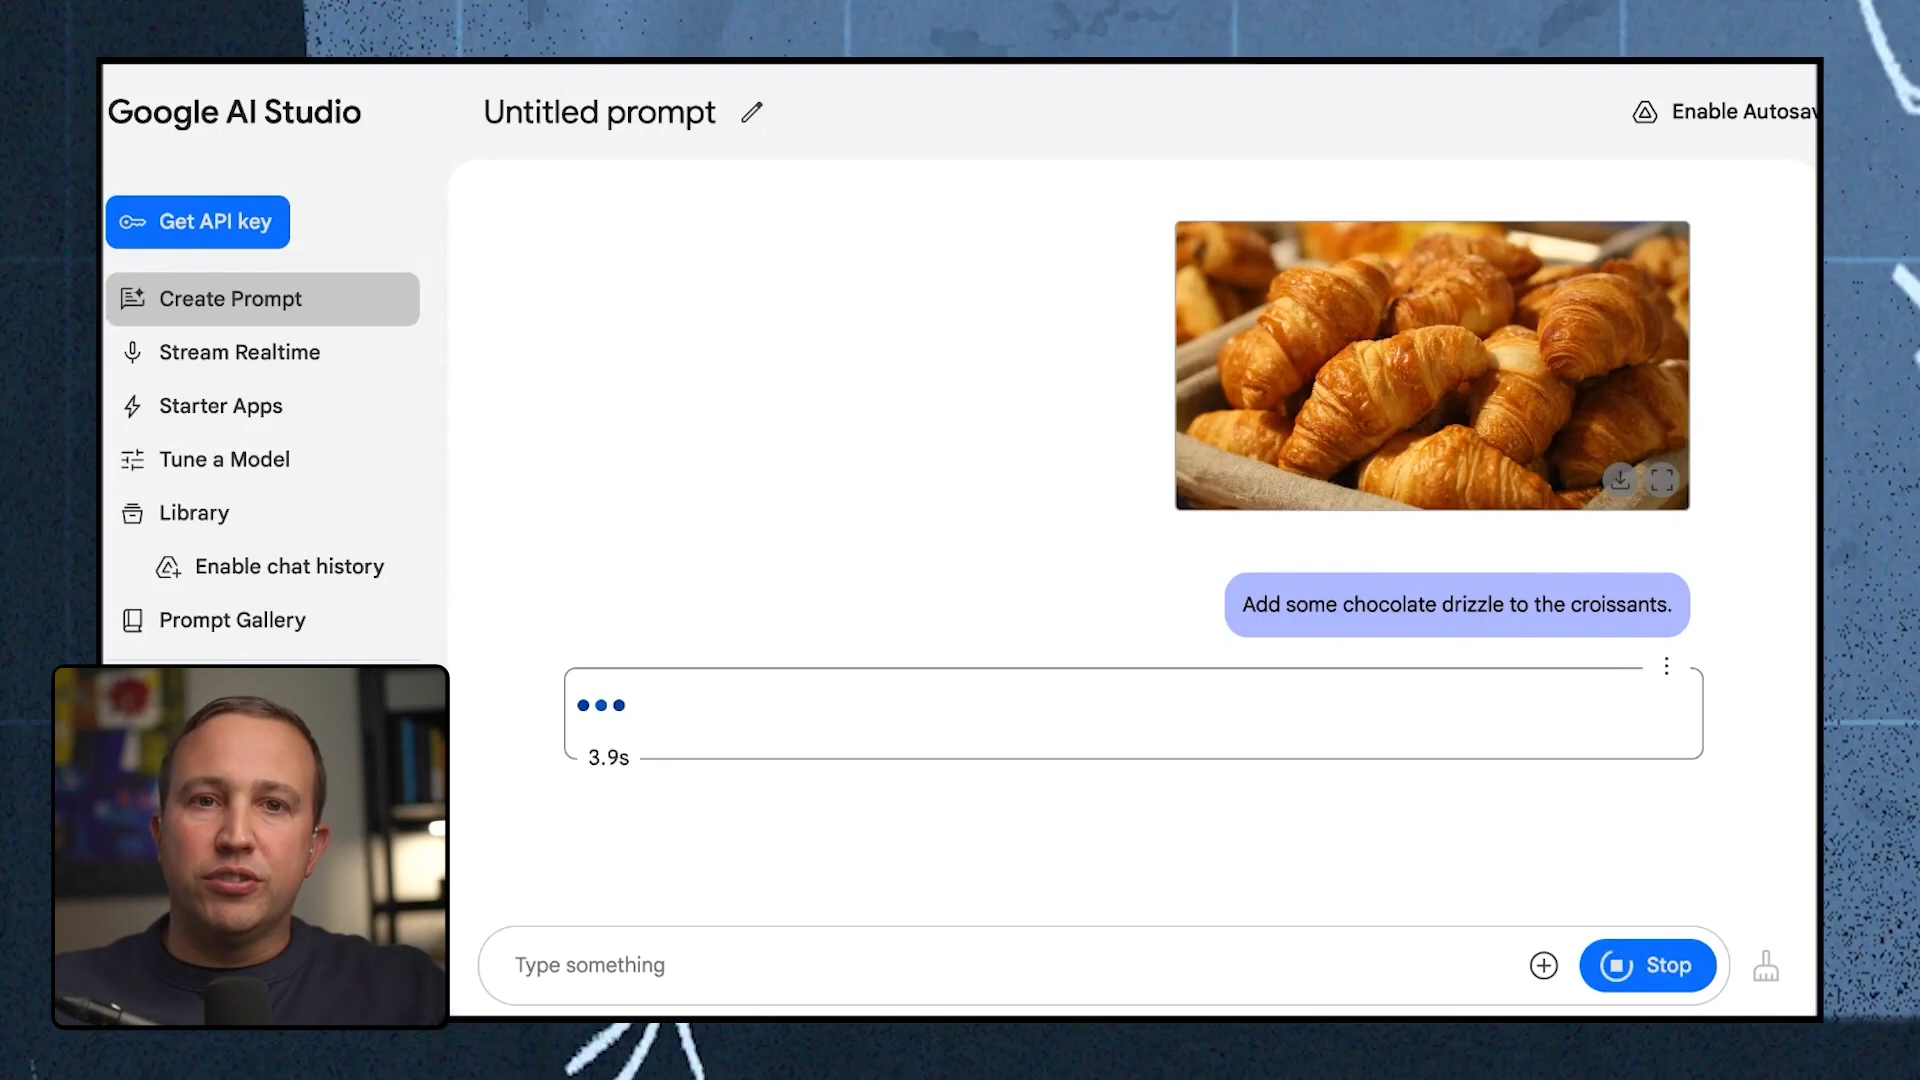 Google AI Studio
Untitled prompt
Enable Autosav
Get API key
Create Prompt
Stream Realtime
Starter Apps
Tune a Model
Library
Enable chat history
Prompt Gallery
Add some chocolate drizzle to the croissants.
3.9s
Type something
Stop